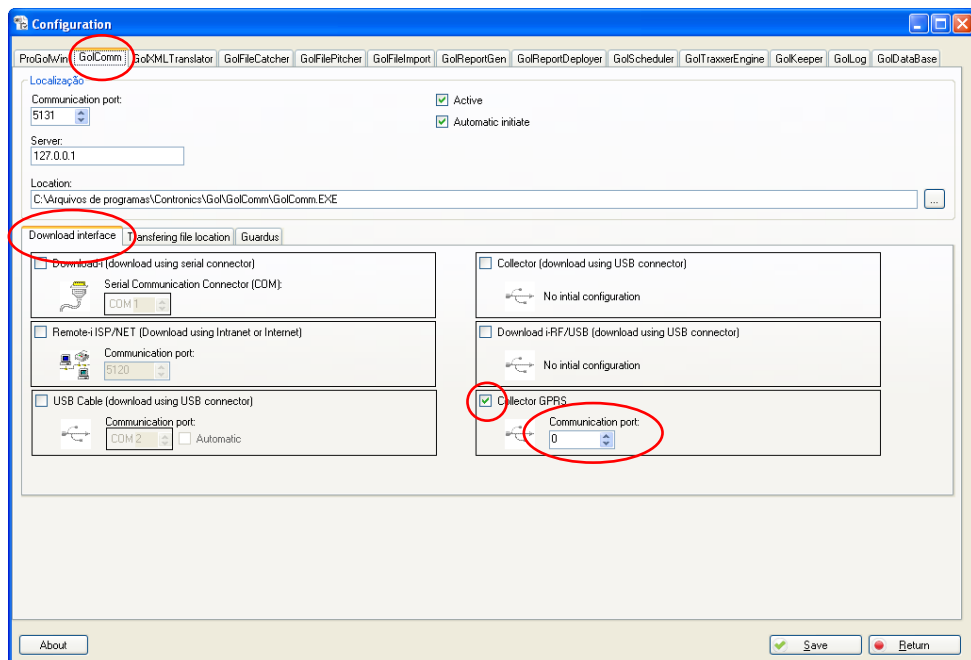 Configuration
ProGolWin GolComm GolXMLTranslator GolFileCatcher GolFilePitcher GolFileImport GolReportGen GolReportDeployer GolScheduler GolTraxxerEngine GolKeeper GolLog GolDataBase
Localização
Communication port:
5131
Active
Automatic initiate
Server:
127.0.0.1
Location:
C:\Arquivos de programas\Contronics\Gol\GolComm\GolComm.EXE
...
Download interface Transfering file location Guardus
Download-i (download using serial connector)
Serial Communication Connector (COM):
COM 1
Collector (download using USB connector)
No intial configuration
Remote-i ISP/NET (Download using Intranet or Internet)
Communication port:
5120
Download i-RF/USB (download using USB connector)
No intial configuration
USB Cable (download using USB connector)
Communication port:
COM 2 Automatic
Collector GPRS
Communication port:
0
About Save Return